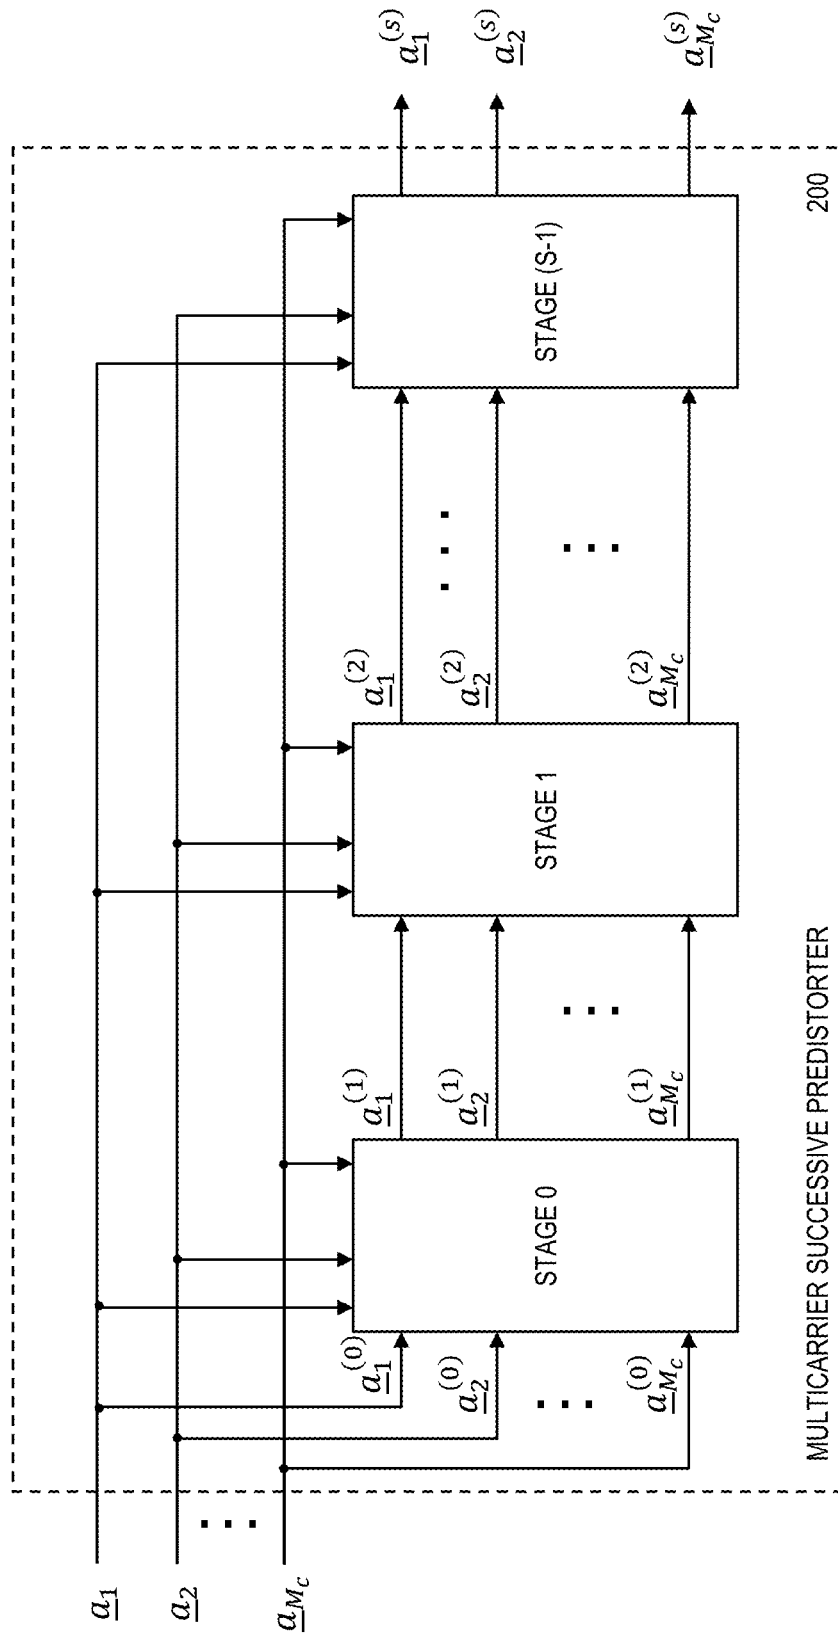 a_1
a_2
a_{M_c}
...
a_1^{(0)}
a_2^{(0)}
...
a_{M_c}^{(0)}
STAGE 0
a_1^{(1)}
a_2^{(1)}
...
a_{M_c}^{(1)}
STAGE 1
a_1^{(2)}
a_2^{(2)}
...
...
a_{M_c}^{(2)}
STAGE (S-1)
a_1^{(s)}
a_2^{(s)}
a_{M_c}^{(s)}
MULTICARRIER SUCCESSIVE PREDISTORTER
200